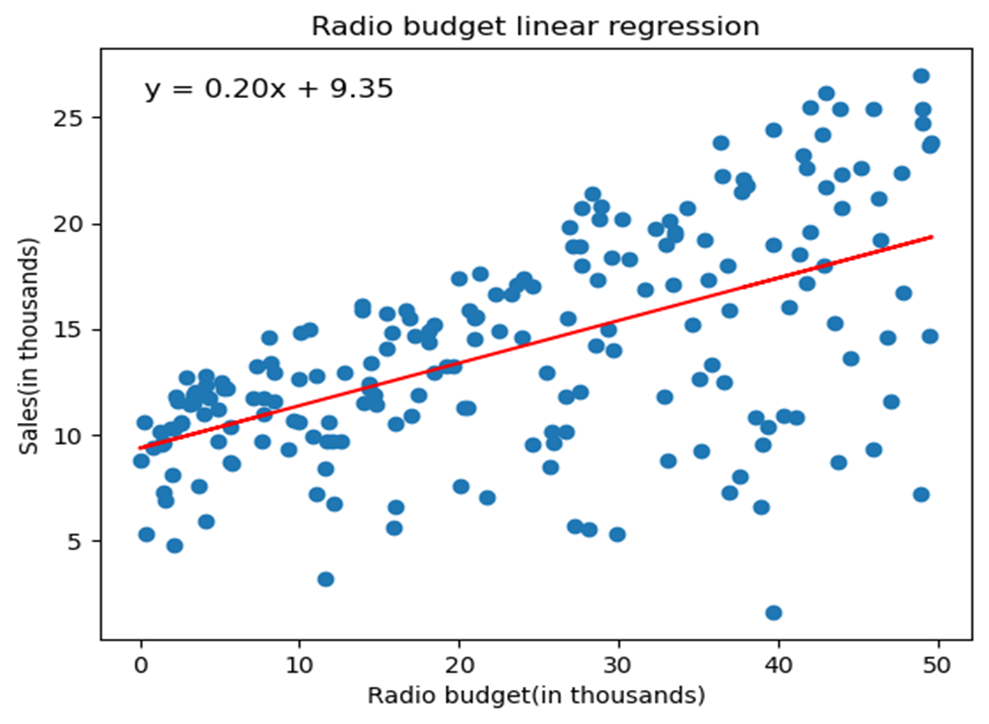 Radio budget linear regression
y = 0.20x + 9.35
25
20
15
10
5
Sales(in thousands)
0 10 20 30 40 50
Radio budget(in thousands)